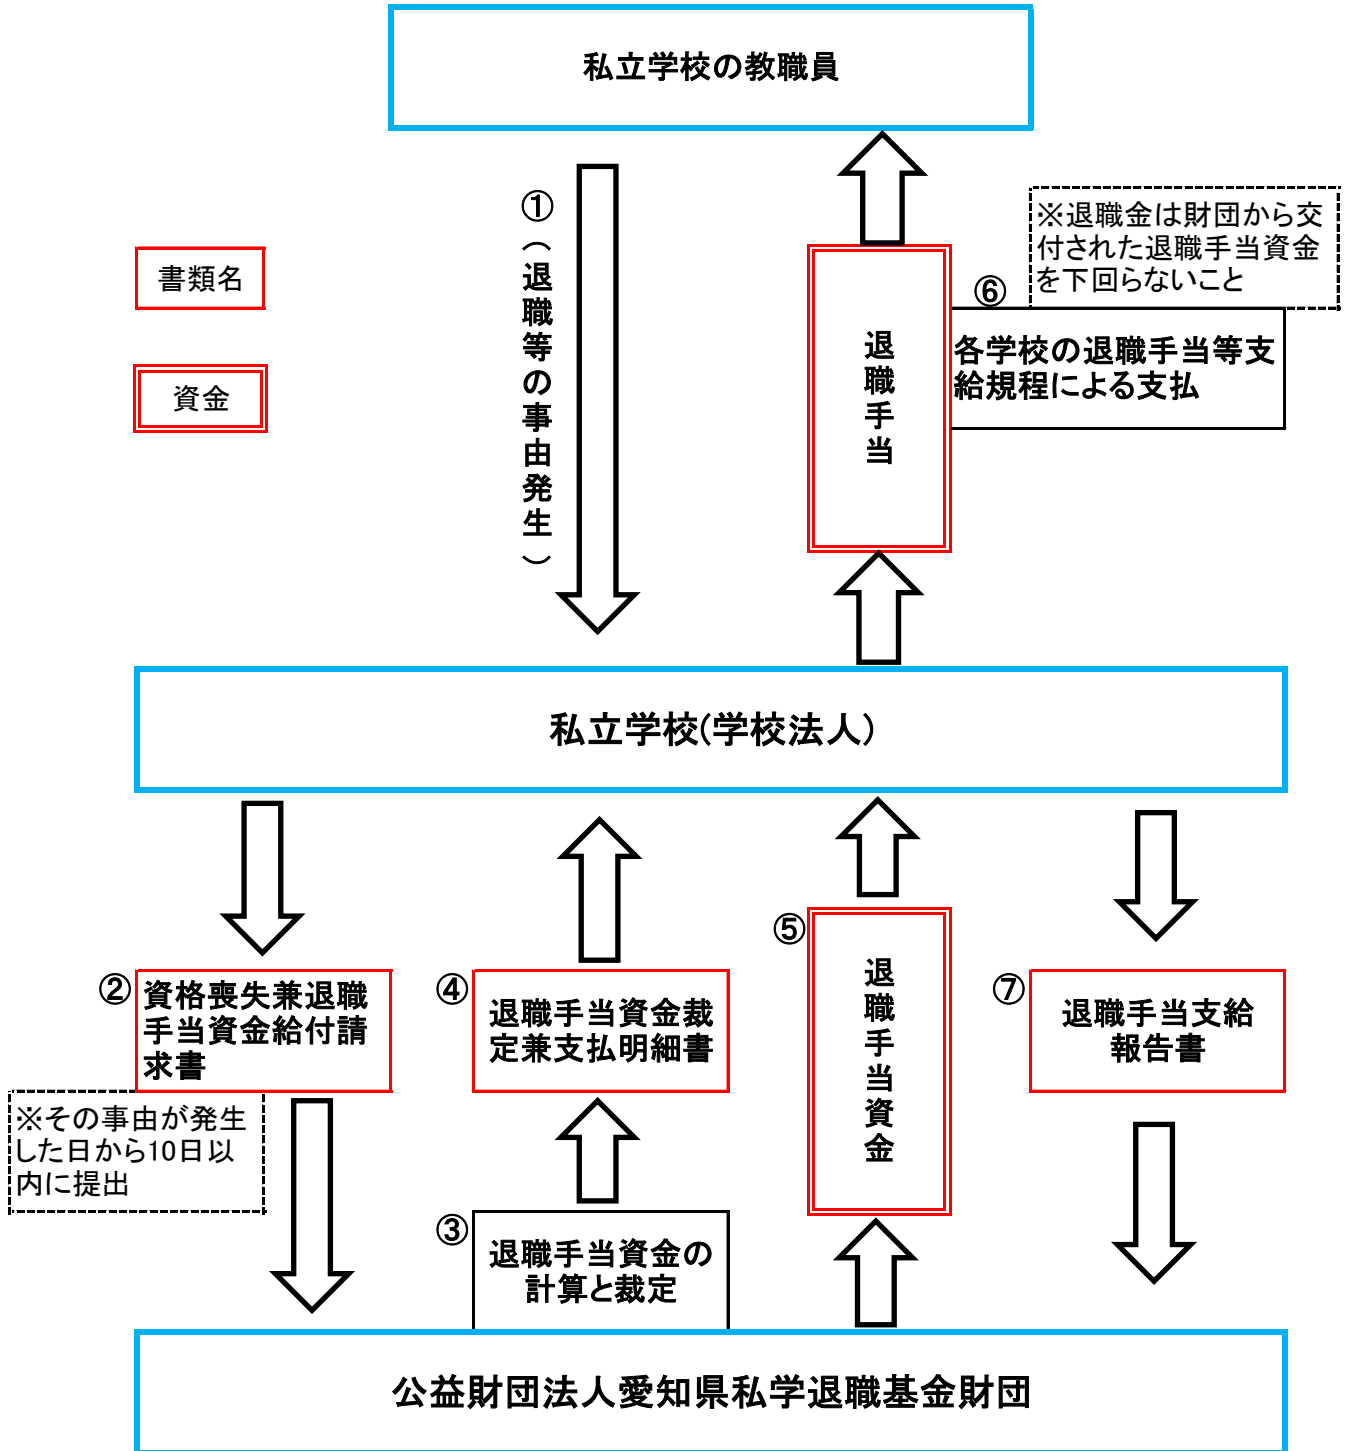 私立学校の教職員
①
（退職等の事由発生）
書類名
資金
※退職金は財団から交
付された退職手当資金
を下回らないこと
⑥
退職手当
各学校の退職手当等支
給規程による支払
私立学校(学校法人)
②
資格喪失兼退職
手当資金給付請
求書
※その事由が発生
した日から10日以
内に提出
④
退職手当資金裁
定兼支払明細書
③
退職手当資金の
計算と裁定
⑤
退職手当資金
⑦
退職手当支給
報告書
公益財団法人愛知県私学退職基金財団